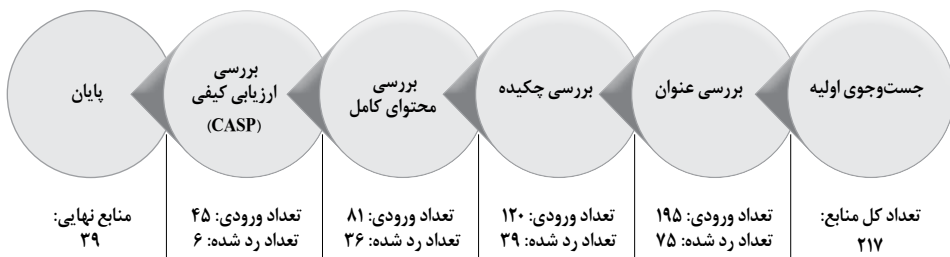 جست‌وجوی اولیه
بررسی عنوان
بررسی چکیده
بررسی
محتوای کامل
بررسی
ارزیابی کیفی
(CASP)
پایان
تعداد کل منابع:
۲۱۷
تعداد ورودی: ۱۹۵
تعداد رد شده: ۷۵
تعداد ورودی: ۱۲۰
تعداد رد شده: ۳۹
تعداد ورودی: ۸۱
تعداد رد شده: ۳۶
تعداد ورودی: ۴۵
تعداد رد شده: ۶
منابع نهایی:
۳۹